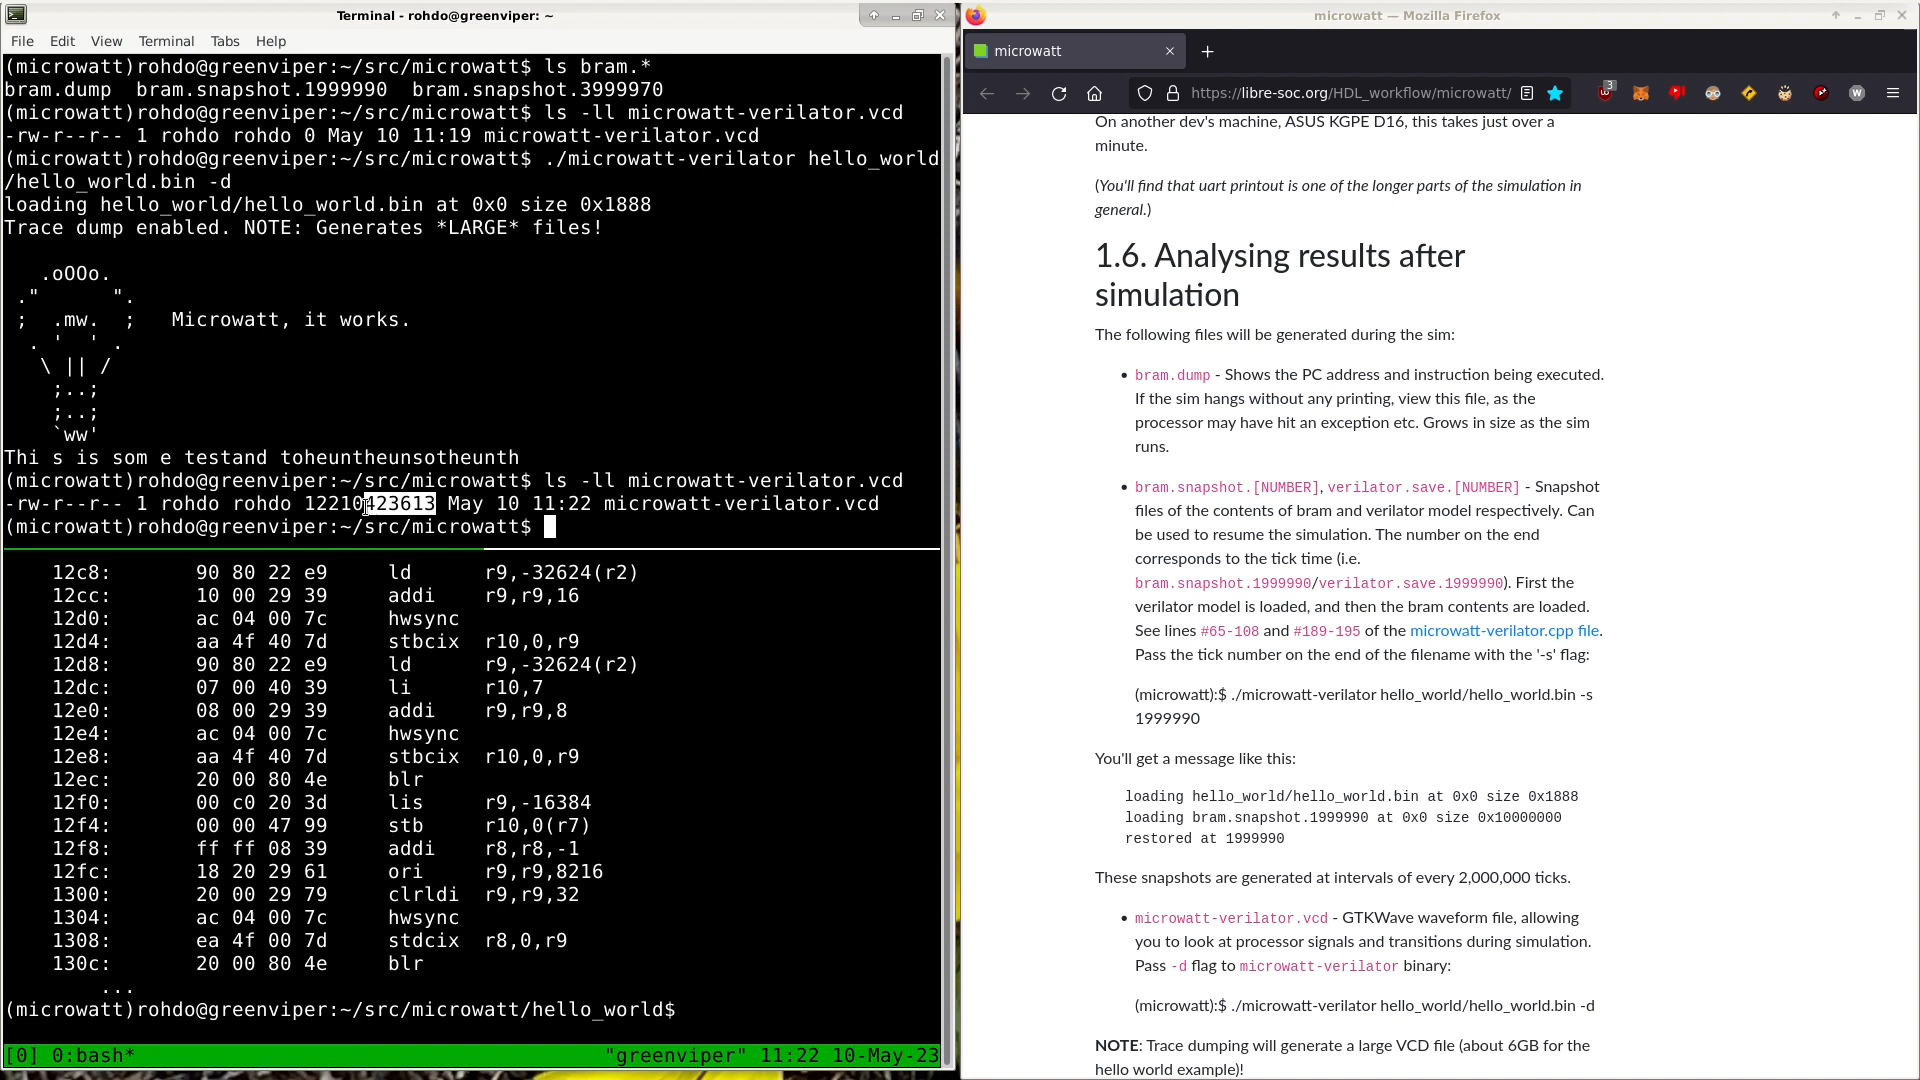 Terminal - rohdo@greenviper: ~
File Edit View Terminal Tabs Help
(microwatt)rohdo@greenviper:~/src/microwatt$ ls bram.*
bram.dump  bram.snapshot.1999990  bram.snapshot.3999970
(microwatt)rohdo@greenviper:~/src/microwatt$ ls -ll microwatt-verilator.vcd
-rw-r--r-- 1 rohdo rohdo 0 May 10 11:19 microwatt-verilator.vcd
(microwatt)rohdo@greenviper:~/src/microwatt$ ./microwatt-verilator hello_world
/hello_world.bin -d
loading hello_world/hello_world.bin at 0x0 size 0x1888
Trace dump enabled. NOTE: Generates *LARGE* files!
   .oOOo.
 ."      ".
 ;  .mw.  ;   Microwatt, it works.
  . '  ' .
   \ || /
    ;..;
    ;..;
    `ww'
Thi s is som e testand toheuntheunsotheunth
(microwatt)rohdo@greenviper:~/src/microwatt$ ls -ll microwatt-verilator.vcd
-rw-r--r-- 1 rohdo rohdo 12210423613 May 10 11:22 microwatt-verilator.vcd
(microwatt)rohdo@greenviper:~/src/microwatt$
12c8: 90 80 22 e9 ld r9,-32624(r2)
12cc: 10 00 29 39 addi r9,r9,16
12d0: ac 04 00 7c hwsync
12d4: aa 4f 40 7d stbcix r10,0,r9
12d8: 90 80 22 e9 ld r9,-32624(r2)
12dc: 07 00 40 39 li r10,7
12e0: 08 00 29 39 addi r9,r9,8
12e4: ac 04 00 7c hwsync
12e8: aa 4f 40 7d stbcix r10,0,r9
12ec: 20 00 80 4e blr
12f0: 00 c0 20 3d lis r9,-16384
12f4: 00 00 47 99 stb r10,0(r7)
12f8: ff ff 08 39 addi r8,r8,-1
12fc: 18 20 29 61 ori r9,r9,8216
1300: 20 00 29 79 clrldi r9,r9,32
1304: ac 04 00 7c hwsync
1308: ea 4f 00 7d stdcix r8,0,r9
130c: 20 00 80 4e blr
...
(microwatt)rohdo@greenviper:~/src/microwatt/hello_world$
[0] 0:bash* "greenviper" 11:22 10-May-23
microwatt — Mozilla Firefox
microwatt
https://libre-soc.org/HDL_workflow/microwatt/
3
W
On another dev's machine, ASUS KGPE D16, this takes just over a
minute.
(You'll find that uart printout is one of the longer parts of the simulation in
general.)
1.6. Analysing results after
simulation
The following files will be generated during the sim:
• bram.dump - Shows the PC address and instruction being executed.
If the sim hangs without any printing, view this file, as the
processor may have hit an exception etc. Grows in size as the sim
runs.
• bram.snapshot.[NUMBER], verilator.save.[NUMBER] - Snapshot
files of the contents of bram and verilator model respectively. Can
be used to resume the simulation. The number on the end
corresponds to the tick time (i.e.
bram.snapshot.1999990/verilator.save.1999990). First the
verilator model is loaded, and then the bram contents are loaded.
See lines #65-108 and #189-195 of the microwatt-verilator.cpp file.
Pass the tick number on the end of the filename with the '-s' flag:
(microwatt):$ ./microwatt-verilator hello_world/hello_world.bin -s
1999990
You'll get a message like this:
loading hello_world/hello_world.bin at 0x0 size 0x1888
loading bram.snapshot.1999990 at 0x0 size 0x10000000
restored at 1999990
These snapshots are generated at intervals of every 2,000,000 ticks.
• microwatt-verilator.vcd - GTKWave waveform file, allowing
you to look at processor signals and transitions during simulation.
Pass -d flag to microwatt-verilator binary:
(microwatt):$ ./microwatt-verilator hello_world/hello_world.bin -d
NOTE: Trace dumping will generate a large VCD file (about 6GB for the
hello world example)!